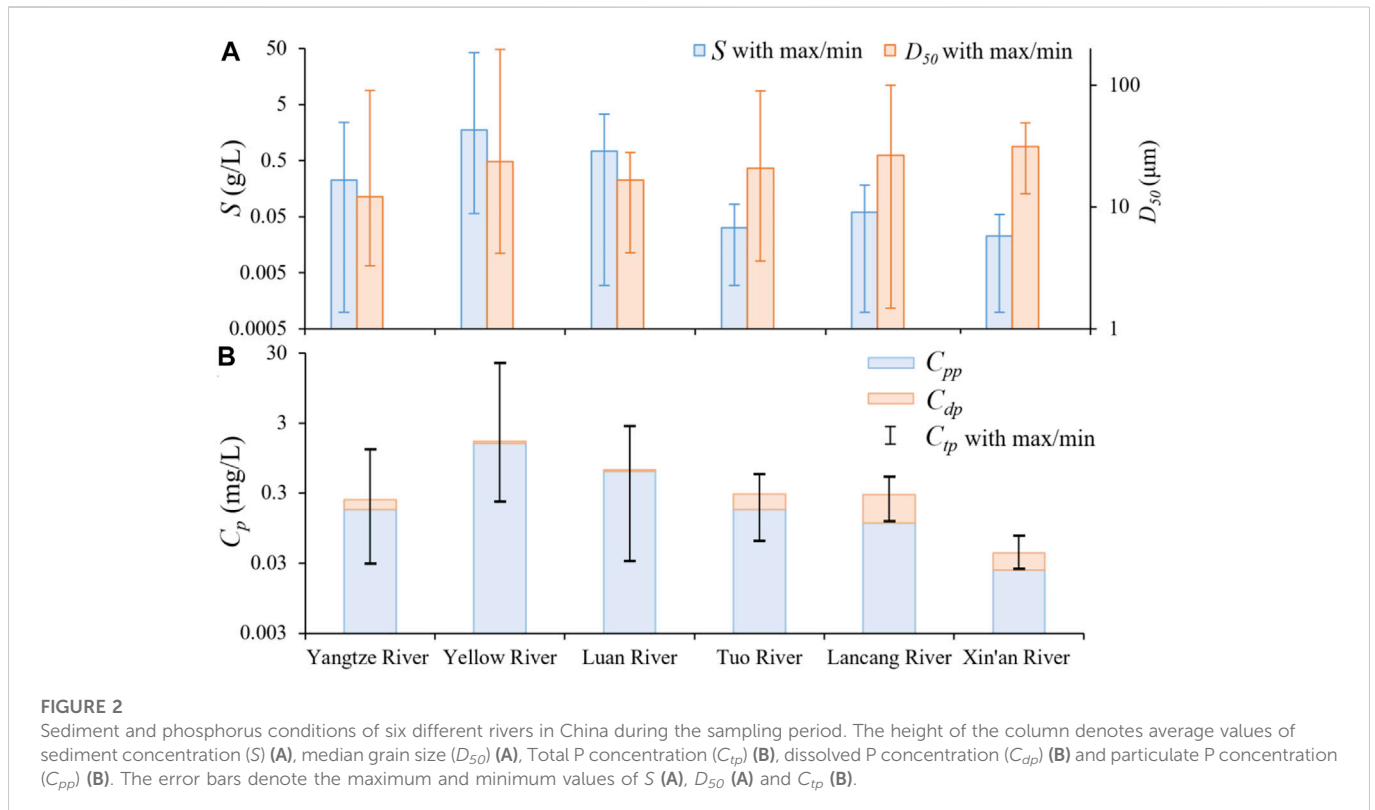 A
50
5
0.5
0.05
0.005
0.0005
S (g/L)
S with max/min
D50 with max/min
100
10
1
D50 (μm)
B
30
3
0.3
0.03
0.003
Cp (mg/L)
Cpp
Cdp
Ctp with max/min
Yangtze River Yellow River Luan River Tuo River Lancang River Xin'an River
FIGURE 2
Sediment and phosphorus conditions of six different rivers in China during the sampling period. The height of the column denotes average values of
sediment concentration (S) (A), median grain size (D50) (A), Total P concentration (Ctp) (B), dissolved P concentration (Cdp) (B) and particulate P concentration
(Cpp) (B). The error bars denote the maximum and minimum values of S (A), D50 (A) and Ctp (B).